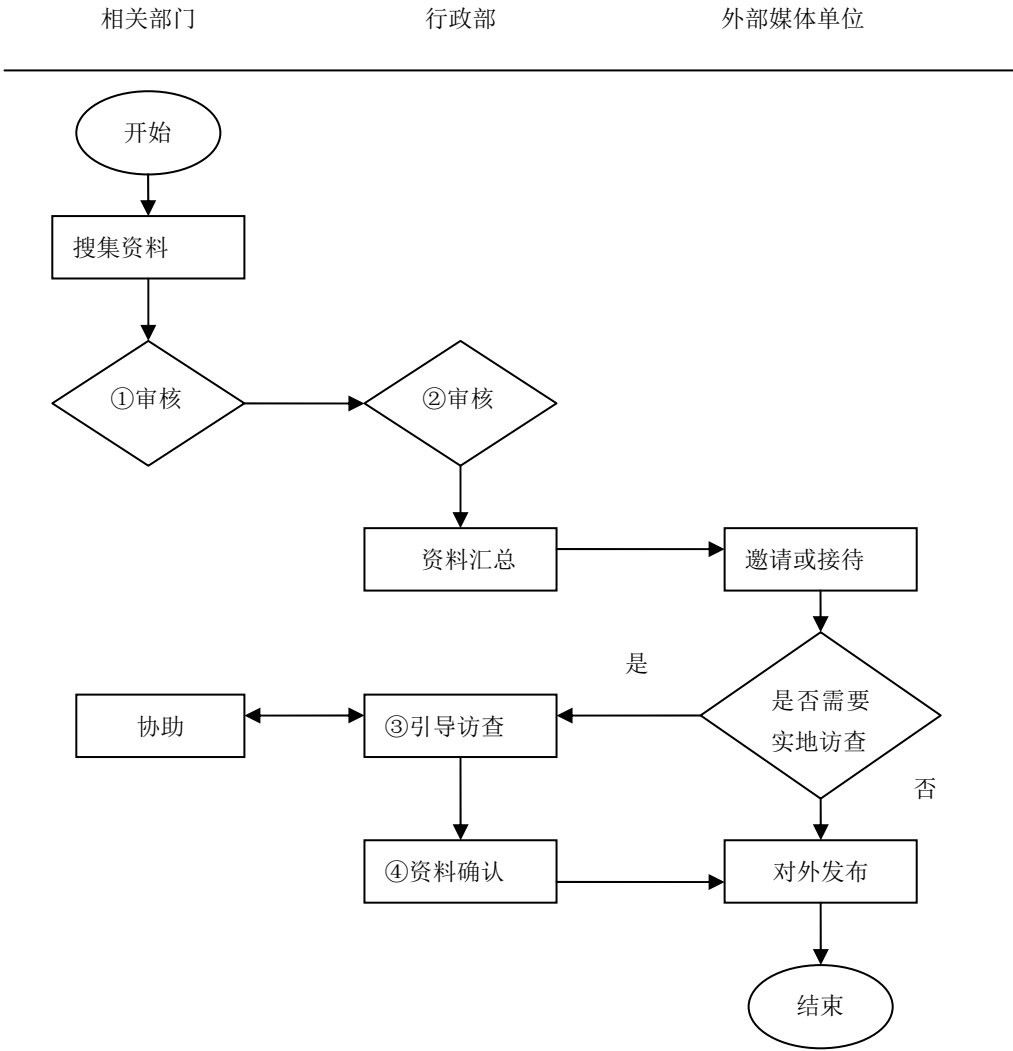 相关部门 行政部 外部媒体单位
开始
搜集资料
①审核 ②审核
资料汇总 邀请或接待
是
是否需要
实地访查
协助 ③引导访查
否
④资料确认 对外发布
结束